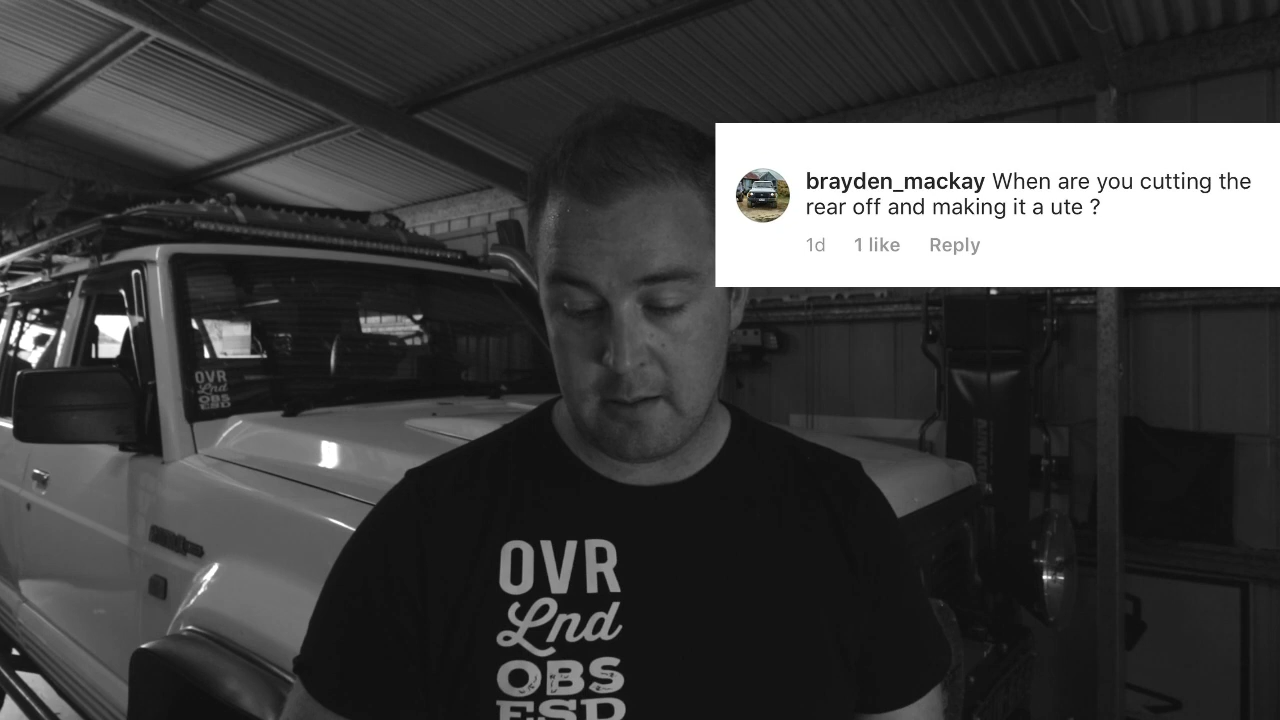 brayden_mackay When are you cutting the
rear off and making it a ute ?
1d 1 like Reply
OVR
Lnd
OBS
ESD
OVR
Lnd
OBS
ESD